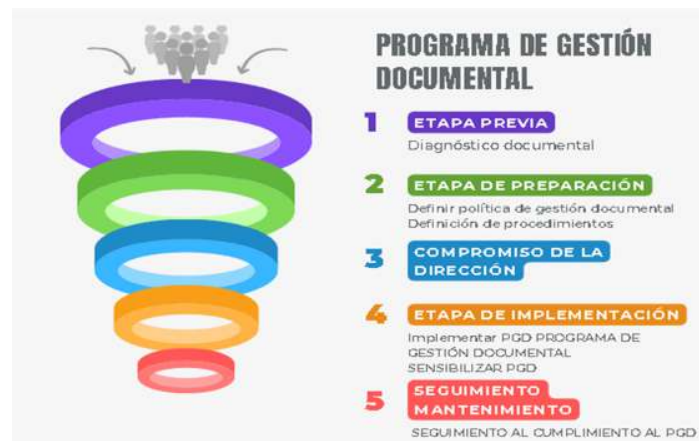 PROGRAMA DE GESTIÓN
DOCUMENTAL
1 ETAPA PREVIA
Diagnóstico documental
2 ETAPA DE PREPARACIÓN
Definir política de gestión documental
Definición de procedimientos
3 COMPROMISO DE LA
DIRECCIÓN
4 ETAPA DE IMPLEMENTACIÓN
Implementar PGD PROGRAMA DE
GESTIÓN DOCUMENTAL
SENSIBILIZAR PGD
5 SEGUIMIENTO
MANTENIMIENTO
SEGUIMIENTO AL CUMPLIMIENTO AL PGD